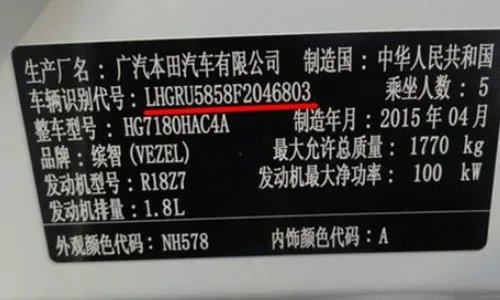 生产厂名：广汽本田汽车有限公司 制造国：中华人民共和国
车辆识别代号：LHGRU5858F2046803 乘坐人数：5
整车型号：HG7180HAC4A 制造年月：2015年04月
品牌：缤智(VEZEL) 最大允许总质量：1770 kg
发动机型号：R18Z7 发动机最大净功率：100 kW
发动机排量：1.8L
外观颜色代码：NH578 内饰颜色代码：A